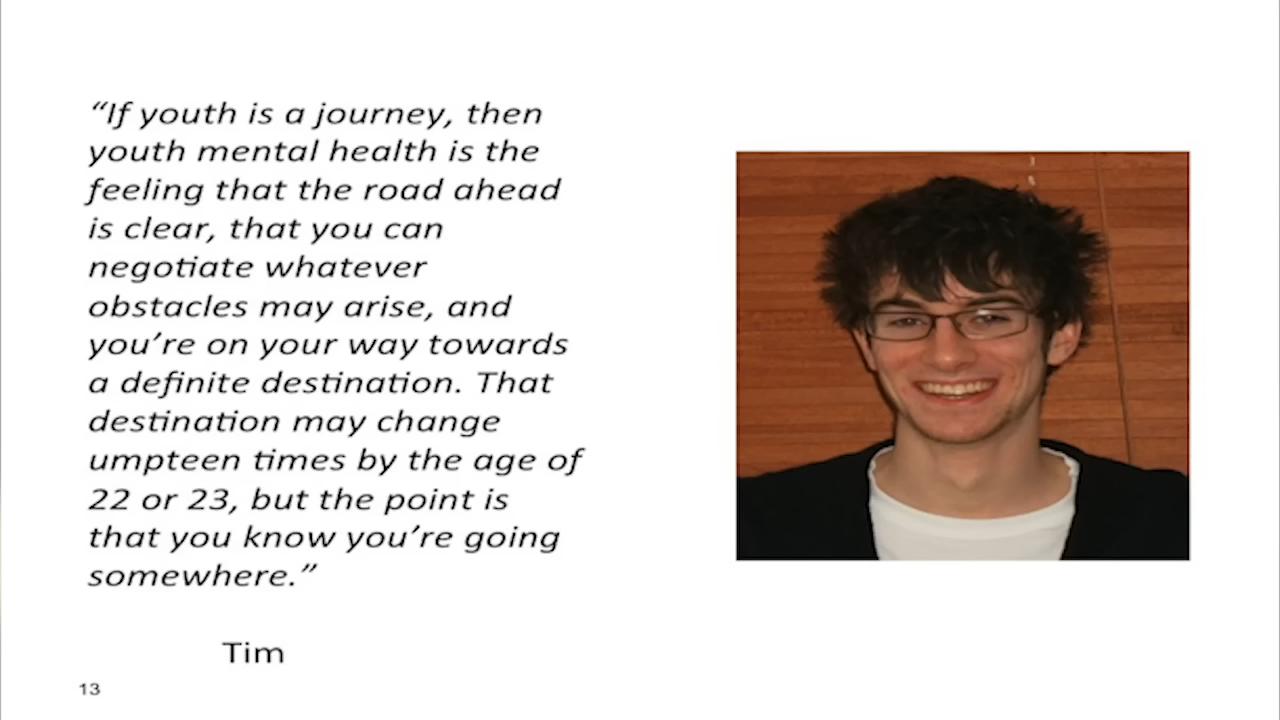 “If youth is a journey, then
youth mental health is the
feeling that the road ahead
is clear, that you can
negotiate whatever
obstacles may arise, and
you’re on your way towards
a definite destination. That
destination may change
umpteen times by the age of
22 or 23, but the point is
that you know you’re going
somewhere.”
Tim
13